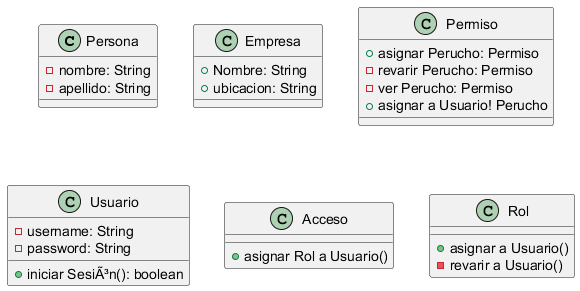 C Persona
nombre: String
apellido: String
C Empresa
Nombre: String
ubicacion: String
C Permiso
asignar Perucho: Permiso
revarir Perucho: Permiso
ver Perucho: Permiso
asignar a Usuario! Perucho
C Usuario
username: String
password: String
iniciar SesiÃ³n(): boolean
C Acceso
asignar Rol a Usuario()
C Rol
asignar a Usuario()
revarir a Usuario()